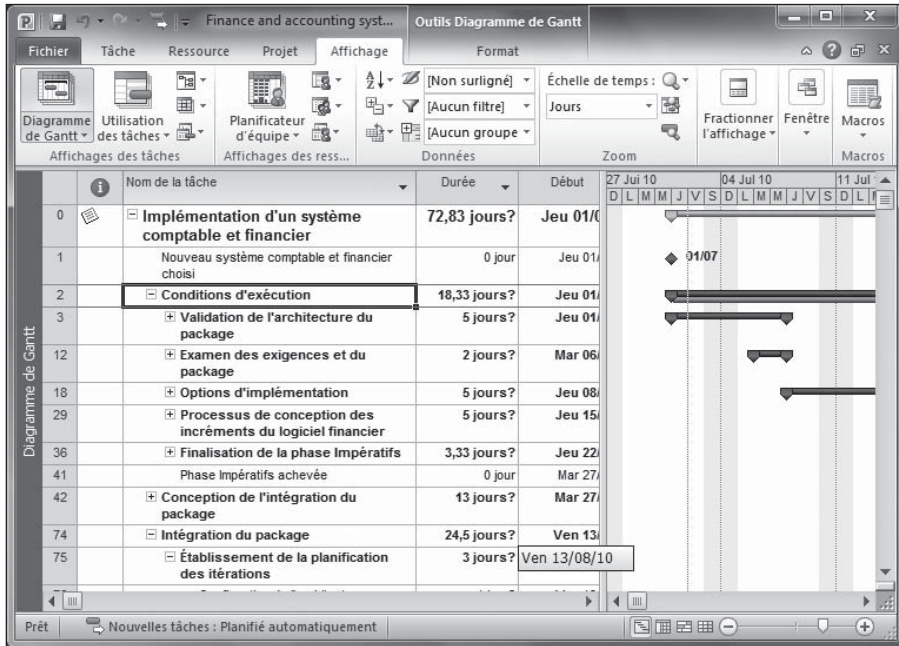 Finance and accounting syst...
Outils Diagramme de Gantt
Fichier Tâche Ressource Projet Affichage Format
Diagramme de Gantt
Utilisation des tâches
Planificateur d'équipe
[Non surligné]
[Aucun filtre]
[Aucun groupe
Échelle de temps :
Jours
Fractionner l'affichage
Fenêtre
Macros
Affichages des tâches
Affichages des ress...
Données
Zoom
Macros
Nom de la tâche Durée Début
27 Jui 10 04 Jul 10 11 Jul
D L M M J V S D L M M J V S D L
0 Implémentation d'un système 72,83 jours? Jeu 01/0
comptable et financier
1 Nouveau système comptable et financier 0 jour Jeu 01/ 01/07
choisi
2 Conditions d'exécution 18,33 jours? Jeu 01/
3 Validation de l'architecture du 5 jours? Jeu 01/
package
12 Examen des exigences et du 2 jours? Mar 06/
package
18 Options d'implémentation 5 jours? Jeu 08/
29 Processus de conception des 5 jours? Jeu 15/
incréments du logiciel financier
36 Finalisation de la phase Impératifs 3,33 jours? Jeu 22/
41 Phase Impératifs achevée 0 jour Mar 27/
42 Conception de l'intégration du 13 jours? Mar 27/
package
74 Intégration du package 24,5 jours? Ven 13/
75 Établissement de la planification 3 jours? Ven 13/08/10
des itérations
Diagramme de Gantt
Prêt
Nouvelles tâches : Planifié automatiquement